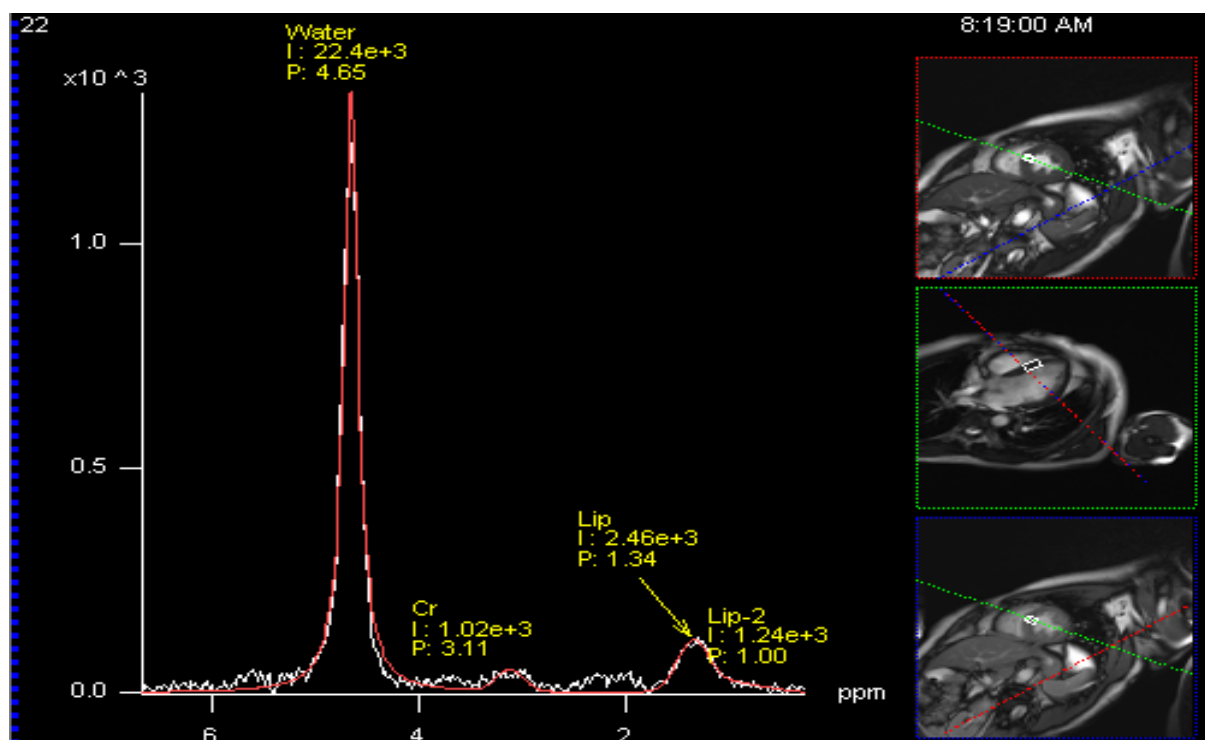 22
8:19:00 AM
Water
I : 22.4e+3
P: 4.65
x10 ^ 3
1.0
0.5
Lip
I : 2.46e+3
P: 1.34
Cr
I : 1.02e+3
P: 3.11
Lip-2
I : 1.24e+3
P: 1.00
0.0
ppm
6
4
2